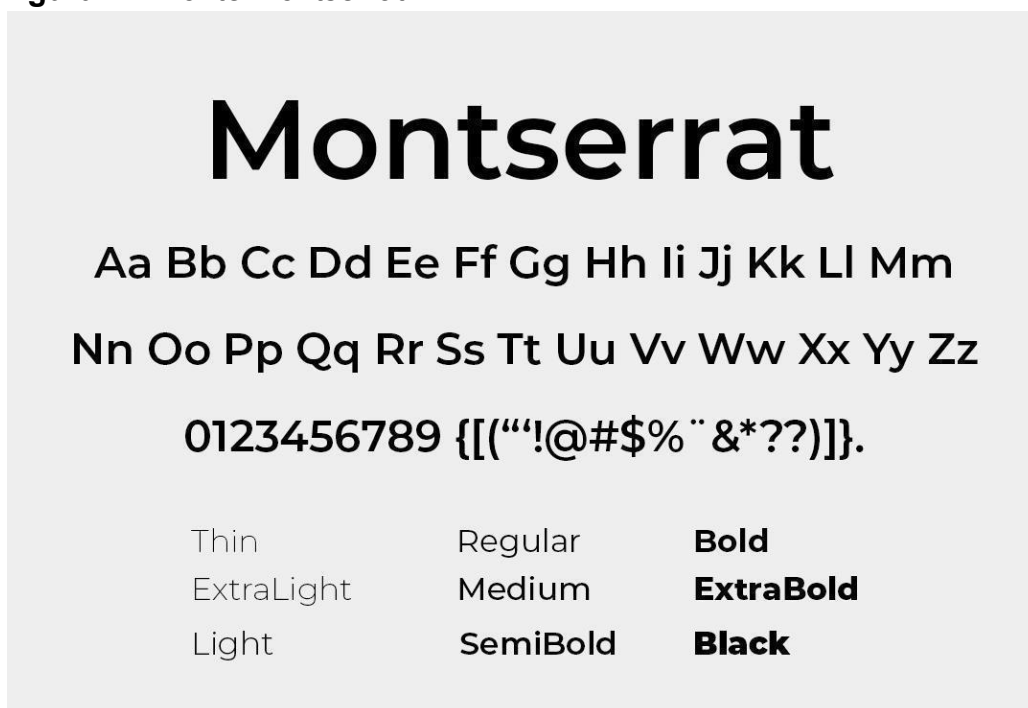 Montserrat
Aa Bb Cc Dd Ee Ff Gg Hh Ii Jj Kk Ll Mm
Nn Oo Pp Qq Rr Ss Tt Uu Vv Ww Xx Yy Zz
0123456789 {[(“‘!@#$%¨&*??)]}.
Thin Regular Bold
ExtraLight Medium ExtraBold
Light SemiBold Black